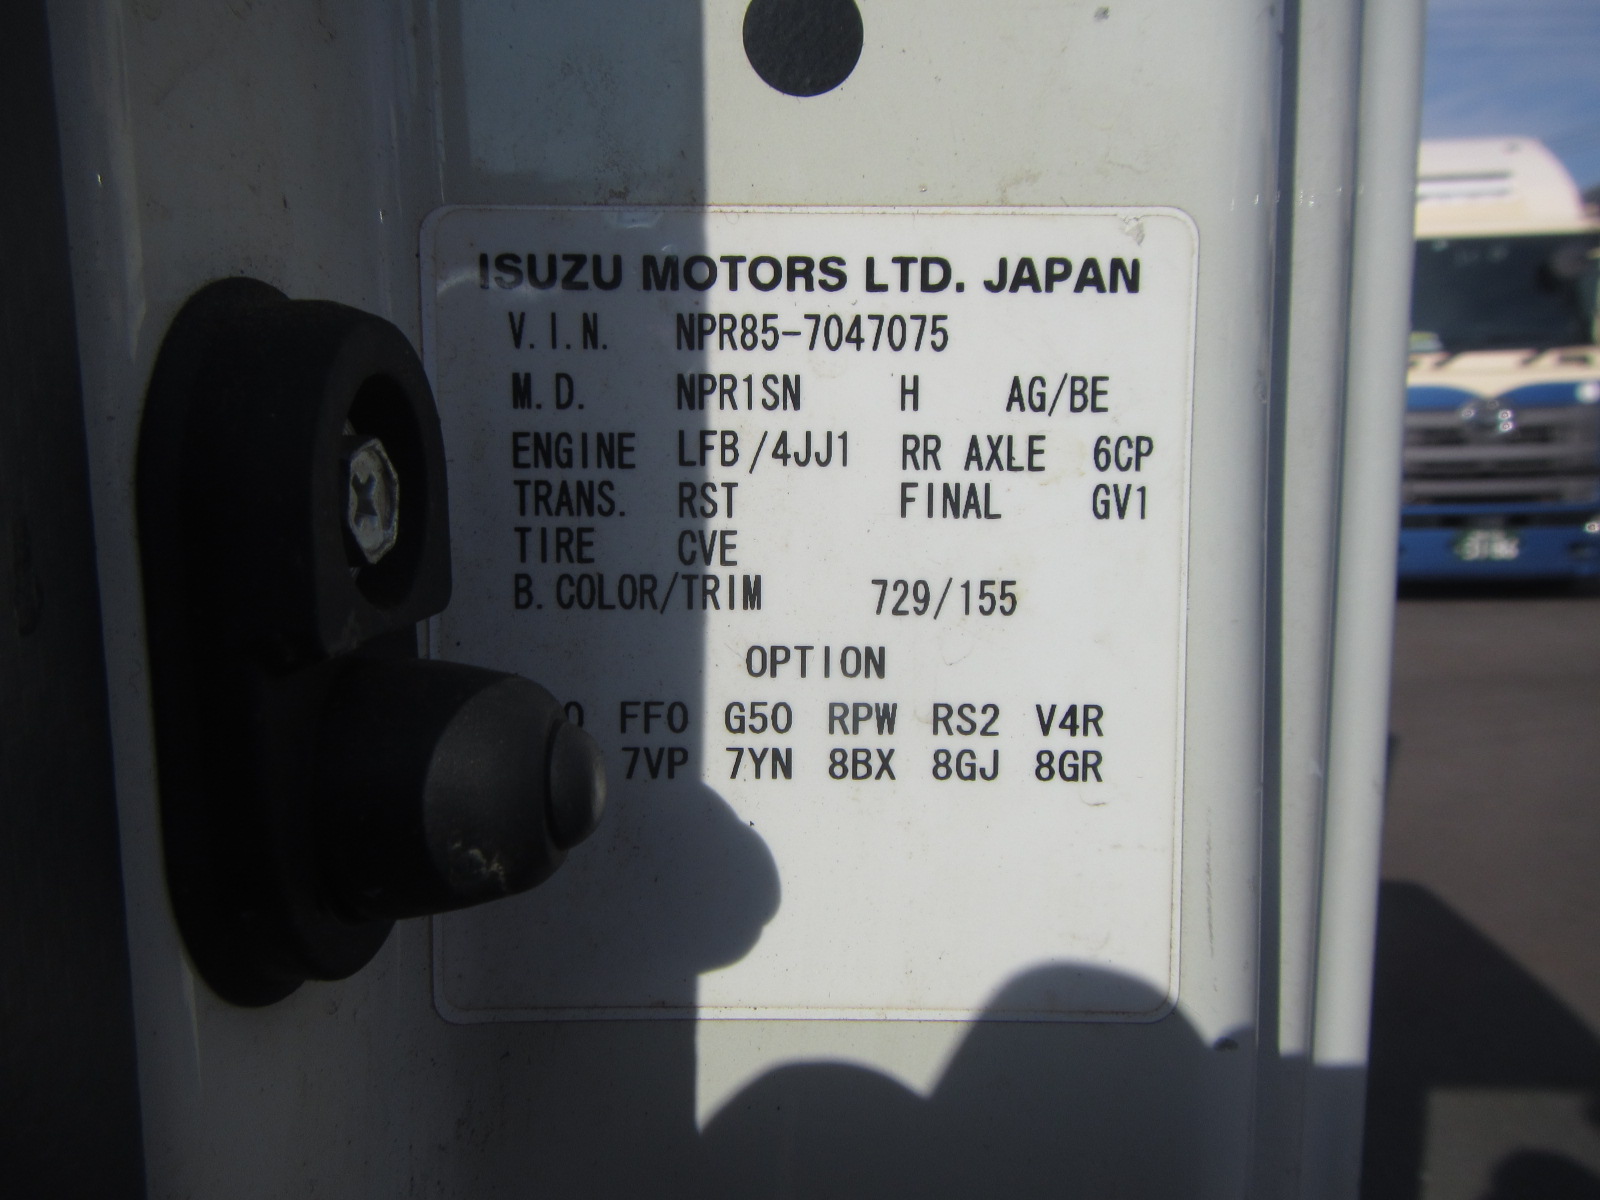 ISUZU MOTORS LTD. JAPAN
V.I.N. NPR85-7047075
M.D. NPR1SN H AG/BE
ENGINE LFB/4JJ1 RR AXLE 6CP
TRANS. RST FINAL GV1
TIRE CVE
B.COLOR/TRIM 729/155
OPTION
FF0 G50 RPW RS2 V4R
7VP 7YN 8BX 8GJ 8GR